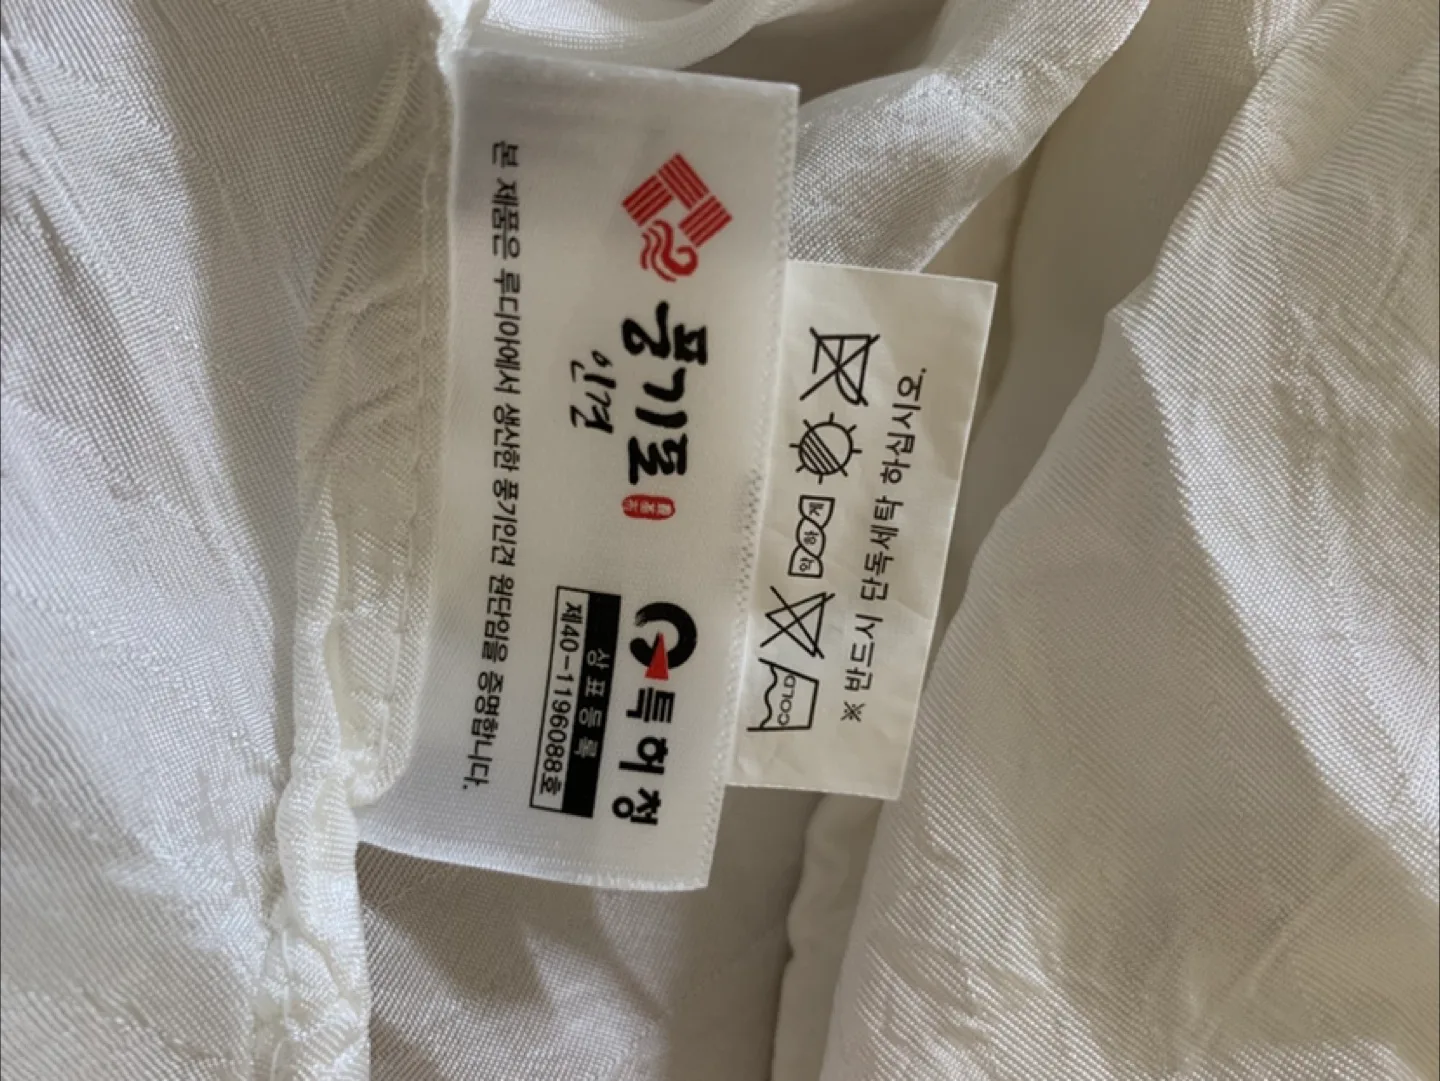 풍기로
인견
특허청
상표등록
제40-1196088호
본 제품은 루디아에서 생산한 풍기인견 원단임을 증명합니다.
COLD
약하게
※ 반드시 단독세탁 하십시오.